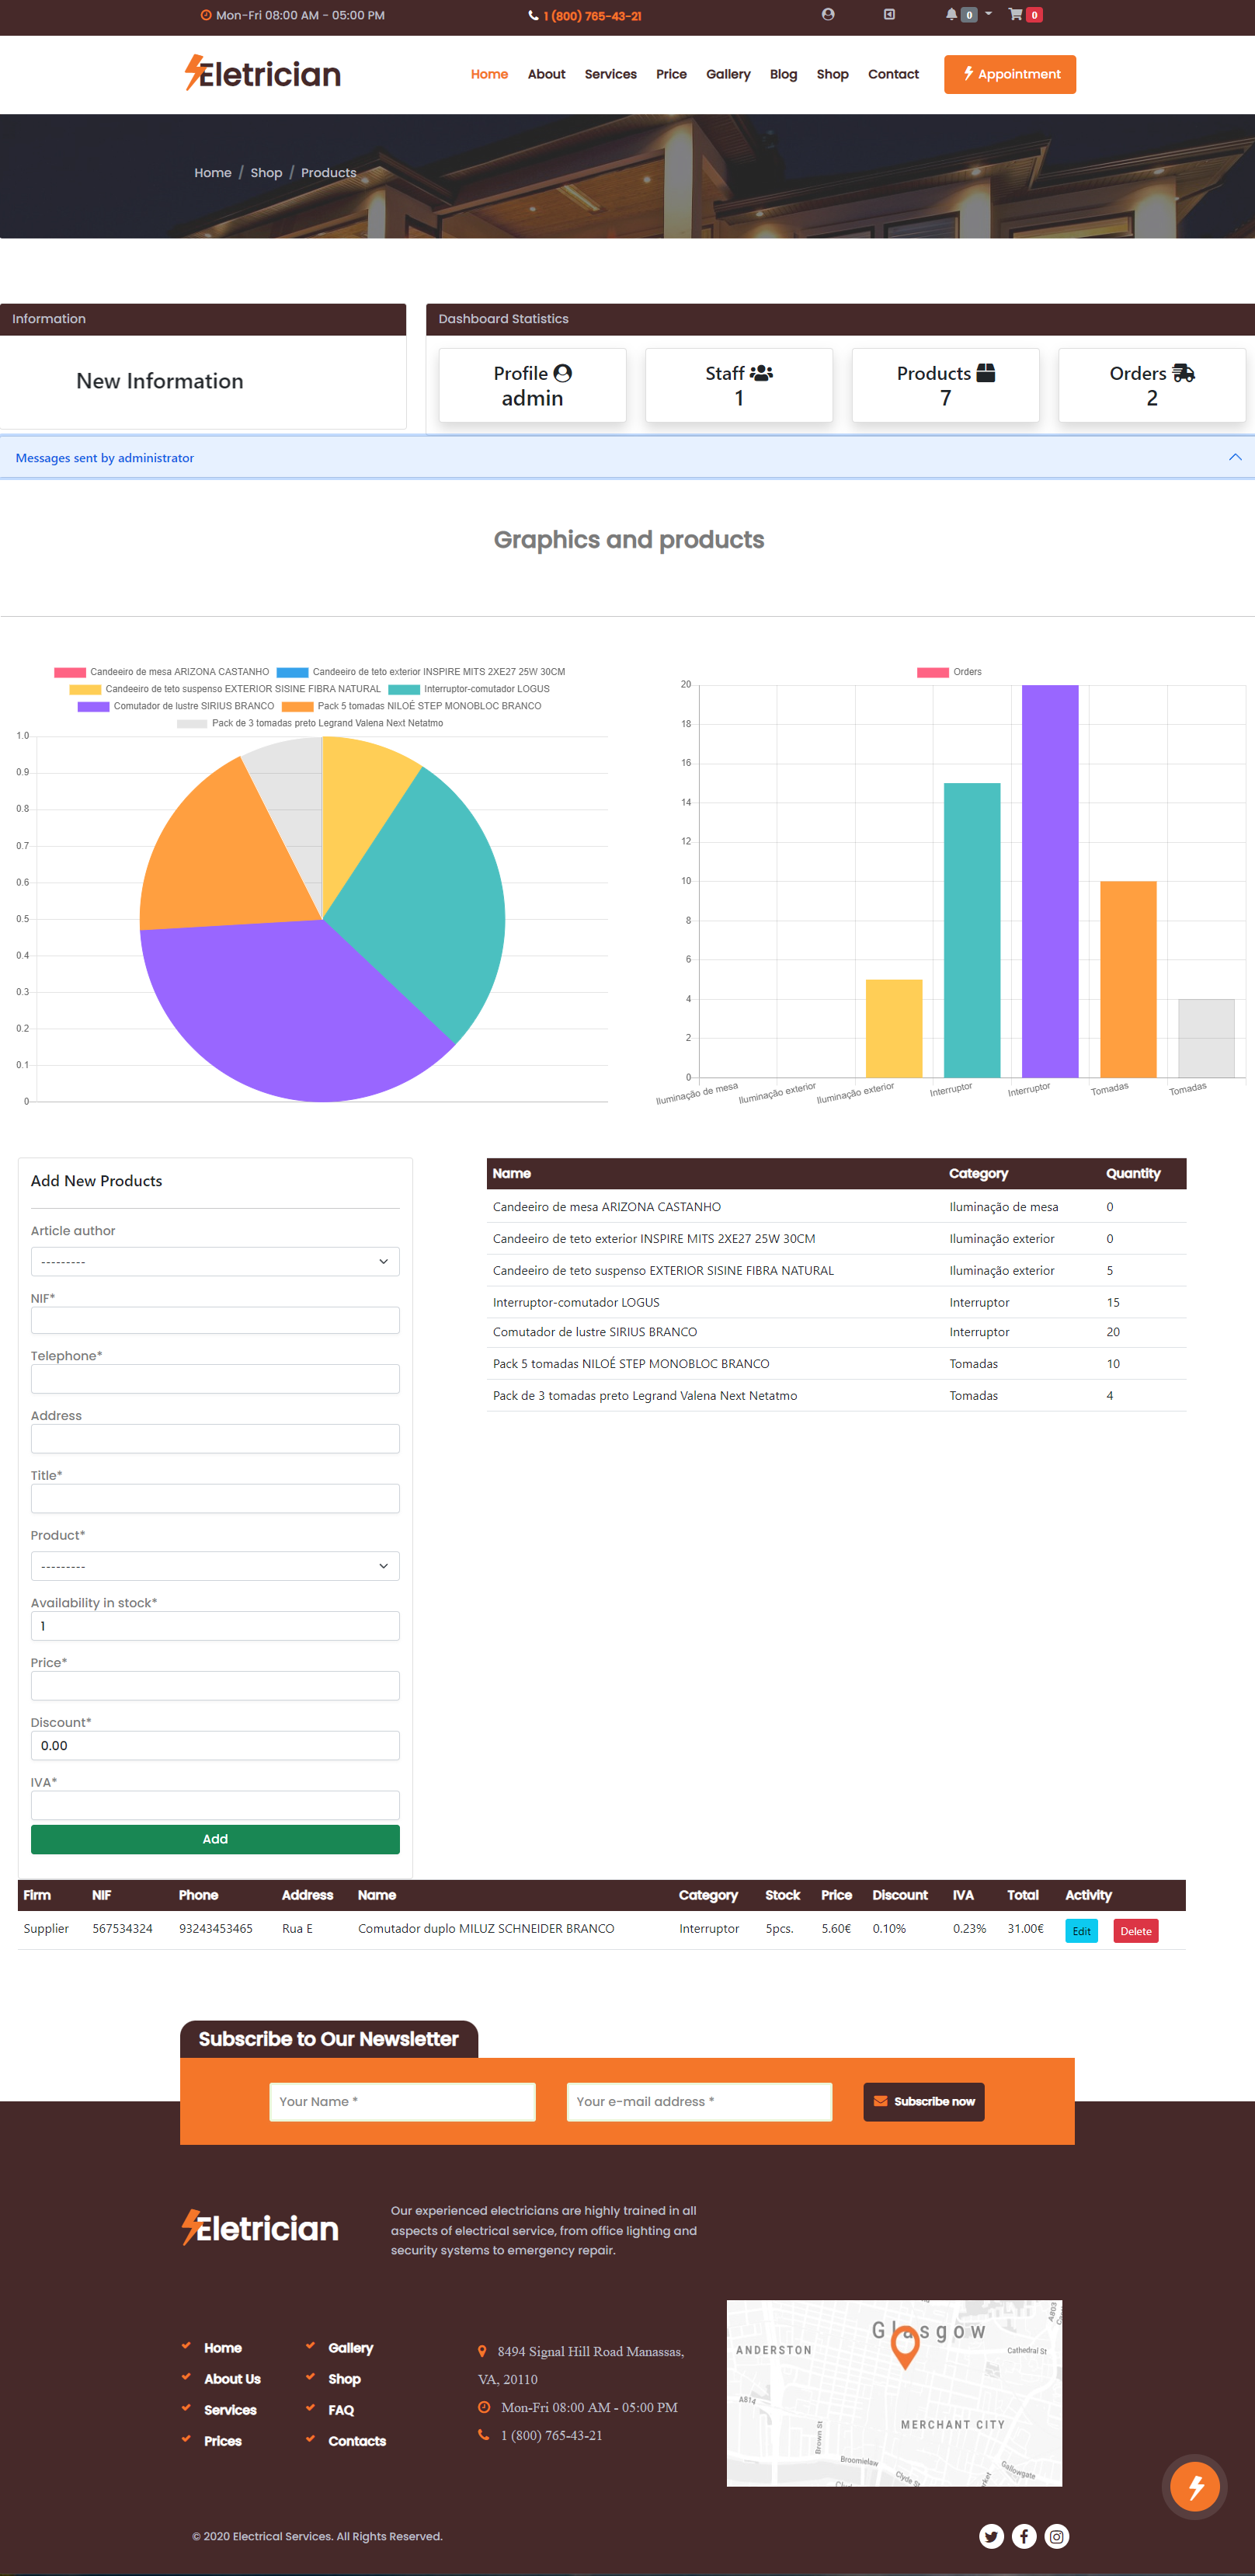 Mon-Fri 08:00 AM - 05:00 PM
1 (800) 765-43-21
0
0
Eletrician
Home About Services Price Gallery Blog Shop Contact
Appointment
Home / Shop / Products
Information
New Information
Dashboard Statistics
Profile
admin
Staff
1
Products
7
Orders
2
Messages sent by administrator
Graphics and products
Candeeiro de mesa ARIZONA CASTANHO Candeeiro de teto exterior INSPIRE MITS 2XE27 25W 30CM
Candeeiro de teto suspenso EXTERIOR SISINE FIBRA NATURAL Interruptor-comutador LOGUS
Comutador de lustre SIRIUS BRANCO Pack 5 tomadas NILOÉ STEP MONOBLOC BRANCO
Pack de 3 tomadas preto Legrand Valena Next Netatmo
1.0
0.9
0.8
0.7
0.6
0.5
0.4
0.3
0.2
0.1
0
Orders
20
18
16
14
12
10
8
6
4
2
0
Iluminação de mesa
Iluminação exterior
Iluminação exterior
Interruptor
Interruptor
Tomadas
Tomadas
Add New Products
Article author
---------
NIF*
Telephone*
Address
Title*
Product*
---------
Availability in stock*
1
Price*
Discount*
0.00
IVA*
Add
Name Category Quantity
Candeeiro de mesa ARIZONA CASTANHO Iluminação de mesa 0
Candeeiro de teto exterior INSPIRE MITS 2XE27 25W 30CM Iluminação exterior 0
Candeeiro de teto suspenso EXTERIOR SISINE FIBRA NATURAL Iluminação exterior 5
Interruptor-comutador LOGUS Interruptor 15
Comutador de lustre SIRIUS BRANCO Interruptor 20
Pack 5 tomadas NILOÉ STEP MONOBLOC BRANCO Tomadas 10
Pack de 3 tomadas preto Legrand Valena Next Netatmo Tomadas 4
Firm NIF Phone Address Name Category Stock Price Discount IVA Total Activity
Supplier 567534324 93243453465 Rua E Comutador duplo MILUZ SCHNEIDER BRANCO Interruptor 5pcs. 5.60€ 0.10% 0.23% 31.00€ Edit Delete
Subscribe to Our Newsletter
Your Name *
Your e-mail address *
Subscribe now
Eletrician
Our experienced electricians are highly trained in all
aspects of electrical service, from office lighting and
security systems to emergency repair.
Home
About Us
Services
Prices
Gallery
Shop
FAQ
Contacts
8494 Signal Hill Road Manassas,
VA, 20110
Mon-Fri 08:00 AM - 05:00 PM
1 (800) 765-43-21
A803
Glasgow
ANDERSTON
Cathedral St
A814
MERCHANT CITY
Brown St
Broomielaw
Clyde St
Gallowgate
© 2020 Electrical Services. All Rights Reserved.